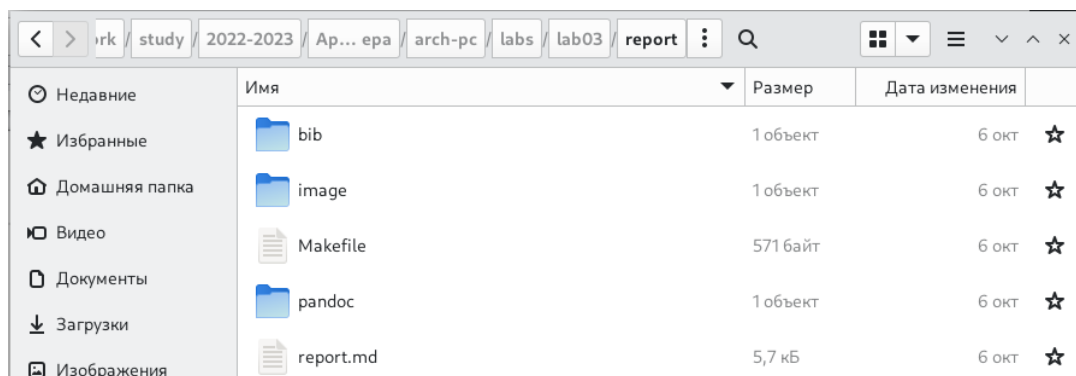 rk / study / 2022-2023 / Ap... epa / arch-pc / labs / lab03 / report
Недавние
Избранные
Домашняя папка
Видео
Документы
Загрузки
Изображения
Имя Размер Дата изменения
bib 1 объект 6 окт
image 1 объект 6 окт
Makefile 571 байт 6 окт
pandoc 1 объект 6 окт
report.md 5,7 кБ 6 окт